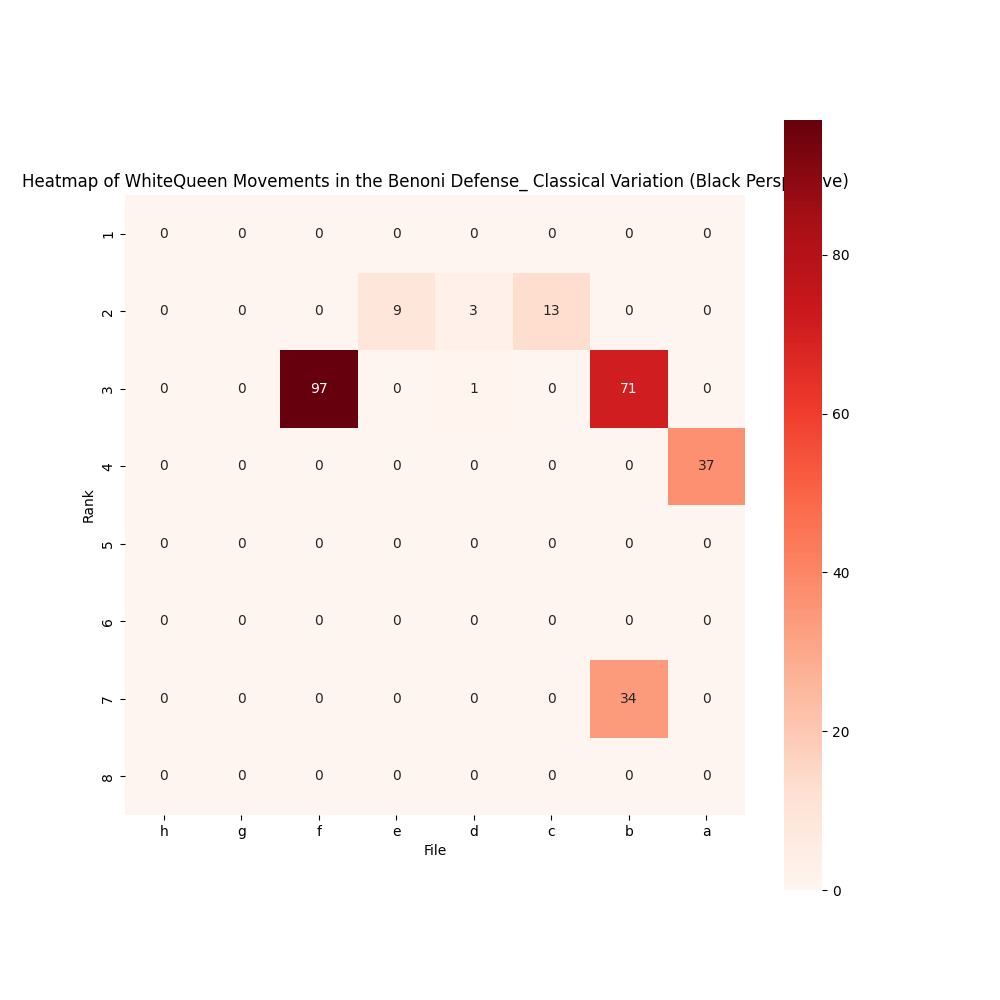 Heatmap of WhiteQueen Movements in the Benoni Defense_ Classical Variation (Black Perspective)
1 0 0 0 0 0 0 0 0
2 0 0 0 9 3 13 0 0
80
3 0 0 97 0 1 0 71 0
60
4 0 0 0 0 0 0 0 37
Rank
5 0 0 0 0 0 0 0 0
40
6 0 0 0 0 0 0 0 0
7 0 0 0 0 0 0 34 0
20
8 0 0 0 0 0 0 0 0
h g f e d c b a
File
0